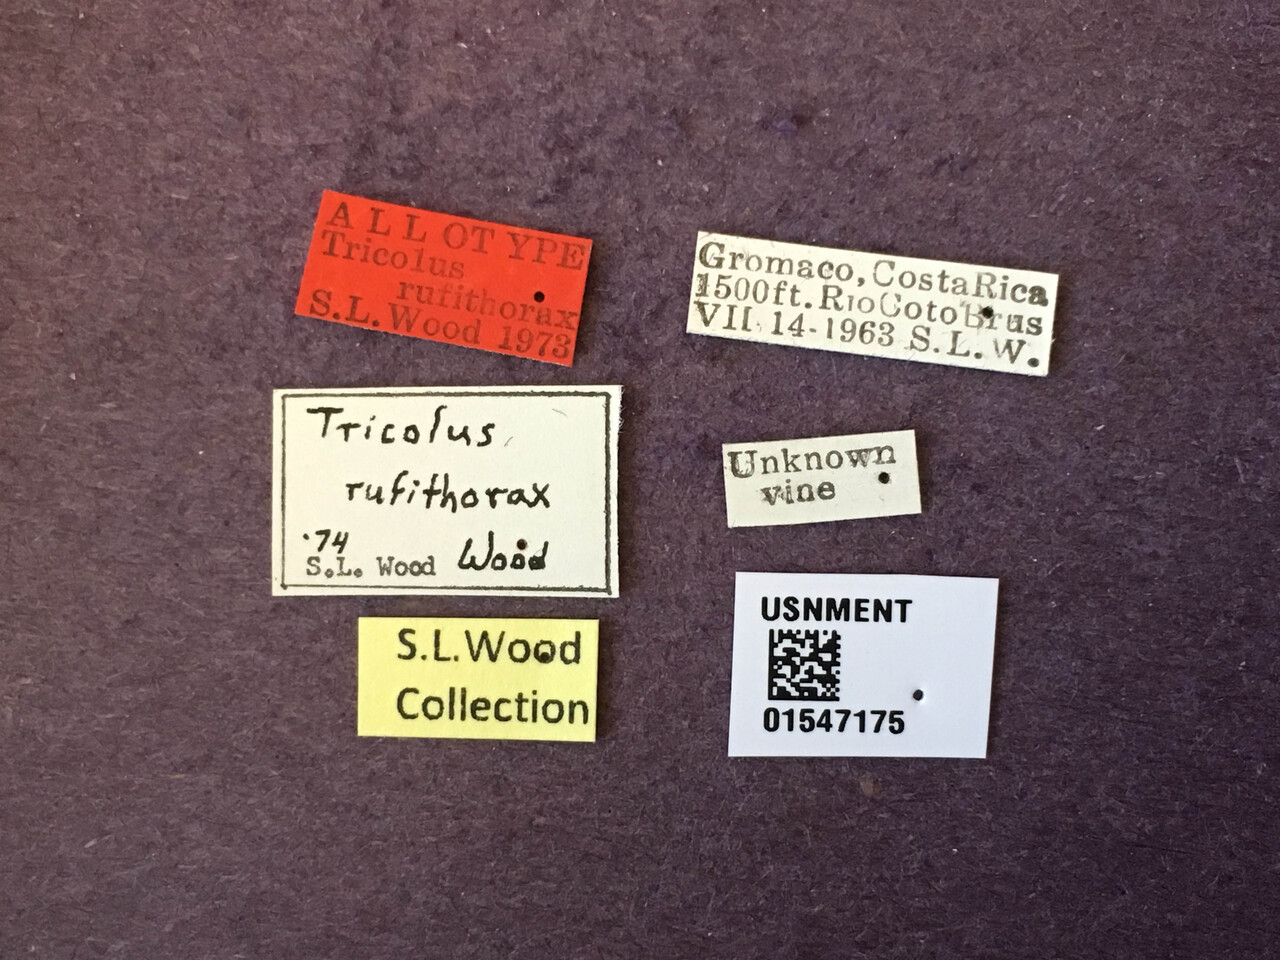 ALLOTYPE
Tricolus
rufithorax
S.L. Wood 1973
Gromaco, Costa Rica
1500ft. Rio Coto Brus
VII. 14-1963 S.L.W.
Tricolus
rufithorax
'74 Wood
S.L. Wood
Unknown
vine
S.L.Wood
Collection
USNMENT
01547175